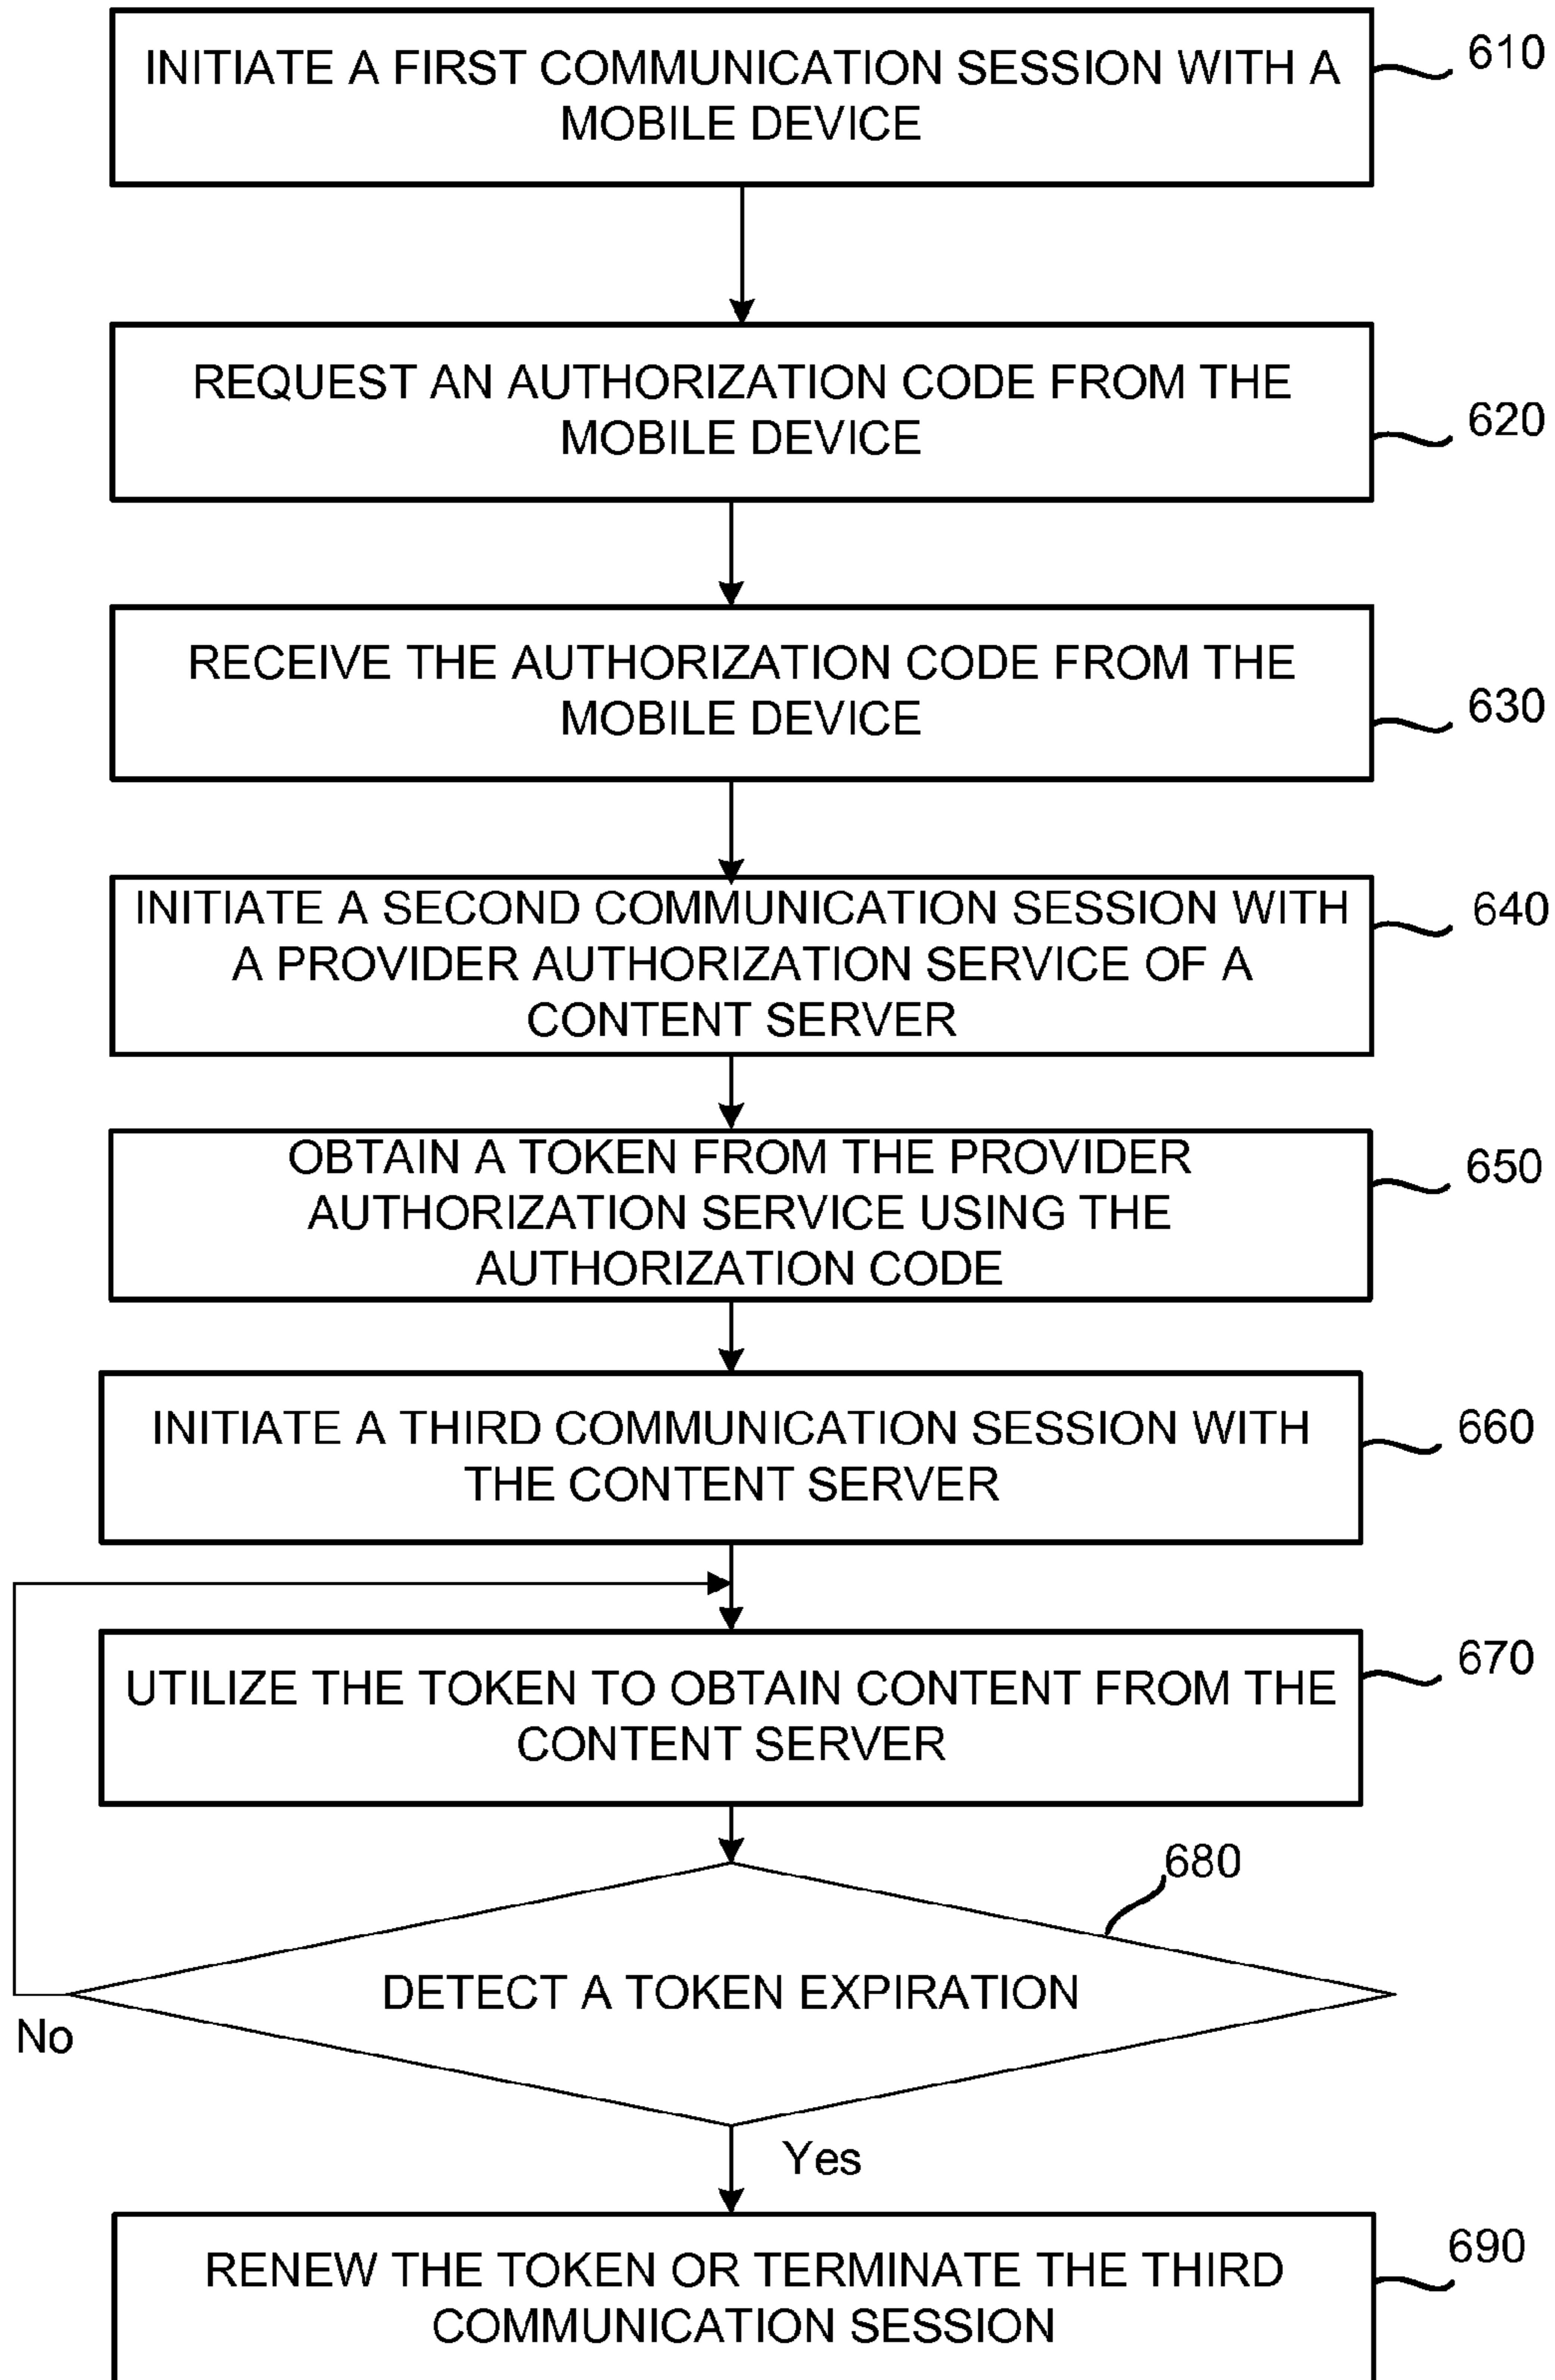 INITIATE A FIRST COMMUNICATION SESSION WITH A
MOBILE DEVICE
610
REQUEST AN AUTHORIZATION CODE FROM THE
MOBILE DEVICE
620
RECEIVE THE AUTHORIZATION CODE FROM THE
MOBILE DEVICE
630
INITIATE A SECOND COMMUNICATION SESSION WITH
A PROVIDER AUTHORIZATION SERVICE OF A
CONTENT SERVER
640
OBTAIN A TOKEN FROM THE PROVIDER
AUTHORIZATION SERVICE USING THE
AUTHORIZATION CODE
650
INITIATE A THIRD COMMUNICATION SESSION WITH
THE CONTENT SERVER
660
UTILIZE THE TOKEN TO OBTAIN CONTENT FROM THE
CONTENT SERVER
670
680
DETECT A TOKEN EXPIRATION
No
Yes
RENEW THE TOKEN OR TERMINATE THE THIRD
COMMUNICATION SESSION
690